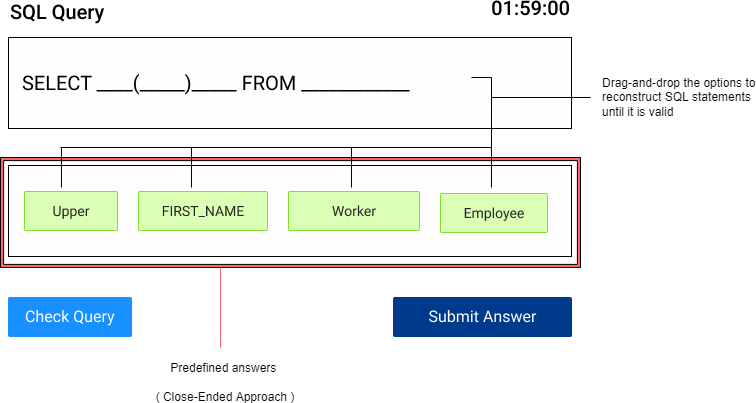 SQL Query
01:59:00
SELECT ____(_____)_____ FROM ____________
Drag-and-drop the options to
reconstruct SQL statements
until it is valid
Upper
FIRST_NAME
Worker
Employee
Check Query
Submit Answer
Predefined answers
( Close-Ended Approach )